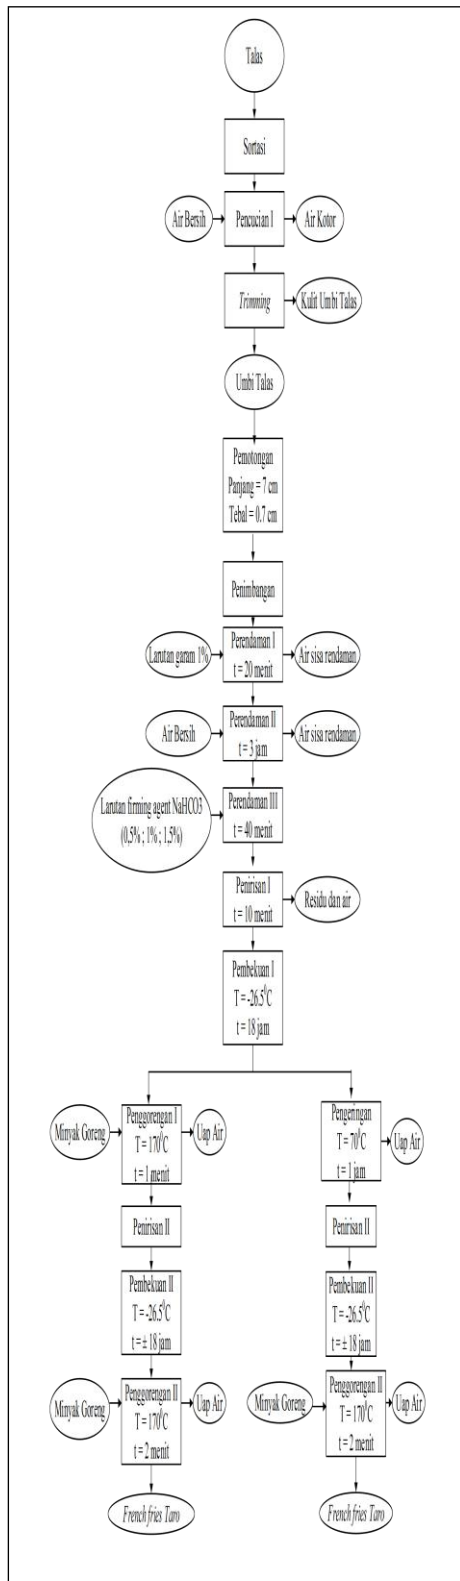 Talas
Sortasi
Air Bersih
Pencucian I
Air Kotor
Trimming
Kulit Umbi Talas
Umbi Talas
Pemotongan
Panjang = 7 cm
Tebal = 0.7 cm
Penimbangan
Larutan garam 1%
Perendaman I
t = 20 menit
Air sisa rendaman
Air Bersih
Perendaman II
t = 3 jam
Air sisa rendaman
Larutan firming agent NaHCO3
(0,5% ; 1% ; 1,5%)
Perendaman III
t = 40 menit
Penirisan I
t = 10 menit
Residu dan air
Pembekuan I
T = -26.5⁰C
t = 18 jam
Minyak Goreng
Penggorengan I
T = 170⁰C
t = 1 menit
Uap Air
Pengeringan
T = 70⁰C
t = 1 jam
Uap Air
Penirisan II
Penirisan II
Pembekuan II
T = -26.5⁰C
t = ± 18 jam
Pembekuan II
T = -26.5⁰C
t = ± 18 jam
Minyak Goreng
Penggorengan II
T = 170⁰C
t = 2 menit
Uap Air
Minyak Goreng
Penggorengan II
T = 170⁰C
t = 2 menit
Uap Air
French fries Taro
French fries Taro